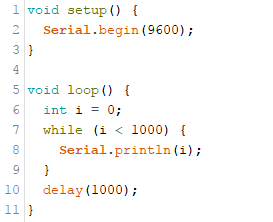 1 void setup() {
2   Serial.begin(9600);
3 }
4
5 void loop() {
6   int i = 0;
7   while (i < 1000) {
8     Serial.println(i);
9   }
10   delay(1000);
11 }